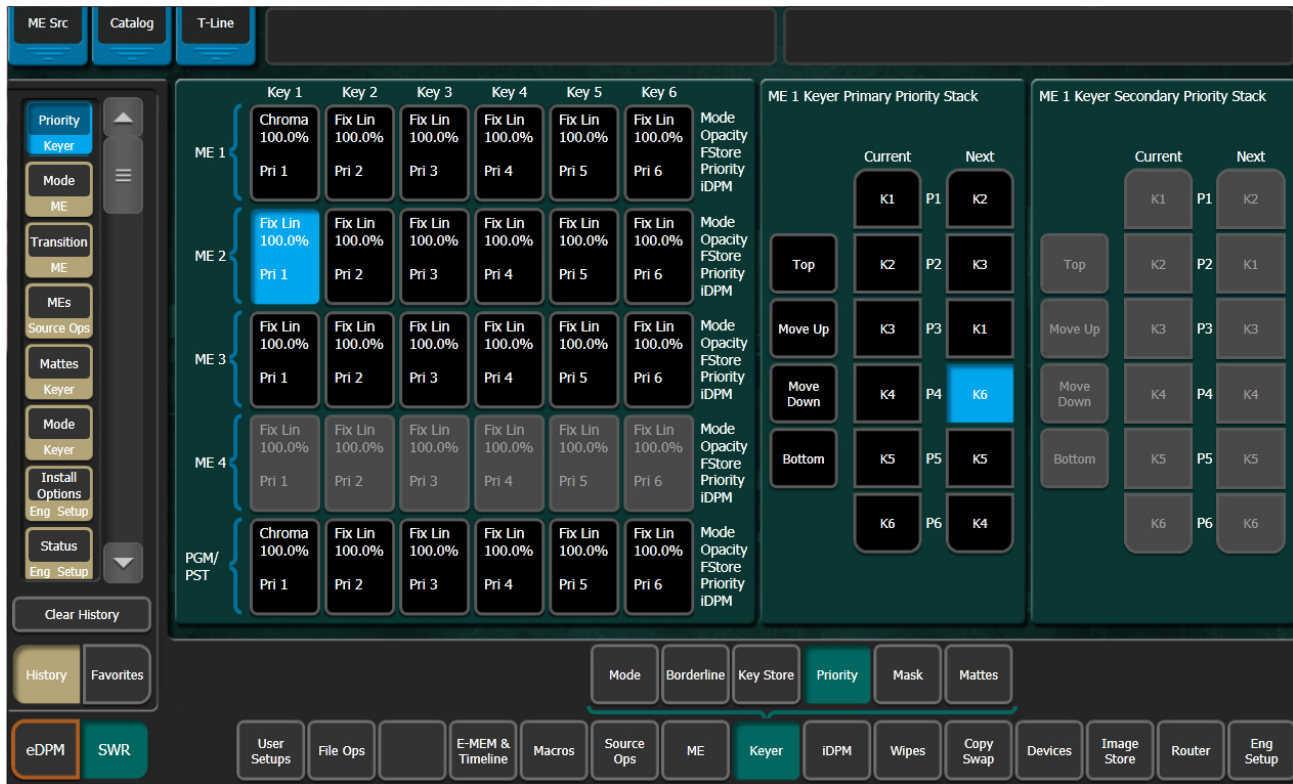 ME Src
Catalog
T-Line
Priority
Keyer
Mode
ME
Transition
ME
MEs
Source Ops
Mattes
Keyer
Mode
Keyer
Install
Options
Eng Setup
Status
Eng Setup
Clear History
History
Favorites
Key 1 Key 2 Key 3 Key 4 Key 5 Key 6
ME 1
Chroma Fix Lin Fix Lin Fix Lin Fix Lin Fix Lin Mode
100.0% 100.0% 100.0% 100.0% 100.0% 100.0% Opacity
FStore
Pri 1 Pri 2 Pri 3 Pri 4 Pri 5 Pri 6 Priority
iDPM
ME 2
Fix Lin Fix Lin Fix Lin Fix Lin Fix Lin Fix Lin Mode
100.0% 100.0% 100.0% 100.0% 100.0% 100.0% Opacity
FStore
Pri 1 Pri 2 Pri 3 Pri 4 Pri 5 Pri 6 Priority
iDPM
ME 3
Fix Lin Fix Lin Fix Lin Fix Lin Fix Lin Fix Lin Mode
100.0% 100.0% 100.0% 100.0% 100.0% 100.0% Opacity
FStore
Pri 1 Pri 2 Pri 3 Pri 4 Pri 5 Pri 6 Priority
iDPM
ME 4
Fix Lin Fix Lin Fix Lin Fix Lin Fix Lin Fix Lin Mode
100.0% 100.0% 100.0% 100.0% 100.0% 100.0% Opacity
FStore
Pri 1 Pri 2 Pri 3 Pri 4 Pri 5 Pri 6 Priority
iDPM
PGM/
PST
Chroma Fix Lin Fix Lin Fix Lin Fix Lin Fix Lin Mode
100.0% 100.0% 100.0% 100.0% 100.0% 100.0% Opacity
FStore
Pri 1 Pri 2 Pri 3 Pri 4 Pri 5 Pri 6 Priority
iDPM
ME 1 Keyer Primary Priority Stack
Current Next
K1 P1 K2
Top K2 P2 K3
Move Up K3 P3 K1
Move
Down
K4 P4 K6
Bottom K5 P5 K5
K6 P6 K4
ME 1 Keyer Secondary Priority Stack
Current Next
K1 P1 K2
Top K2 P2 K1
Move Up K3 P3 K3
Move
Down
K4 P4 K4
Bottom K5 P5 K5
K6 P6 K6
Mode
Borderline
Key Store
Priority
Mask
Mattes
eDPM
SWR
User
Setups
File Ops
E-MEM &
Timeline
Macros
Source
Ops
ME
Keyer
iDPM
Wipes
Copy
Swap
Devices
Image
Store
Router
Eng
Setup